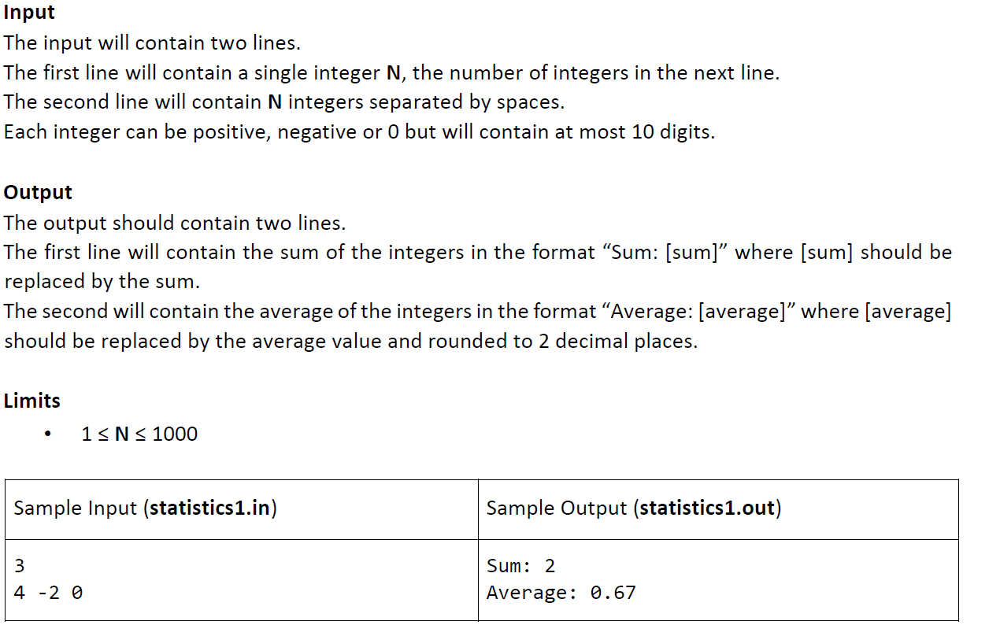 Input
The input will contain two lines.
The first line will contain a single integer N, the number of integers in the next line.
The second line will contain N integers separated by spaces.
Each integer can be positive, negative or 0 but will contain at most 10 digits.
Output
The output should contain two lines.
The first line will contain the sum of the integers in the format “Sum: [sum]” where [sum] should be
replaced by the sum.
The second will contain the average of the integers in the format “Average: [average]” where [average]
should be replaced by the average value and rounded to 2 decimal places.
Limits
• 1 ≤ N ≤ 1000
Sample Input (statistics1.in)
Sample Output (statistics1.out)
3
4 -2 0
Sum: 2
Average: 0.67